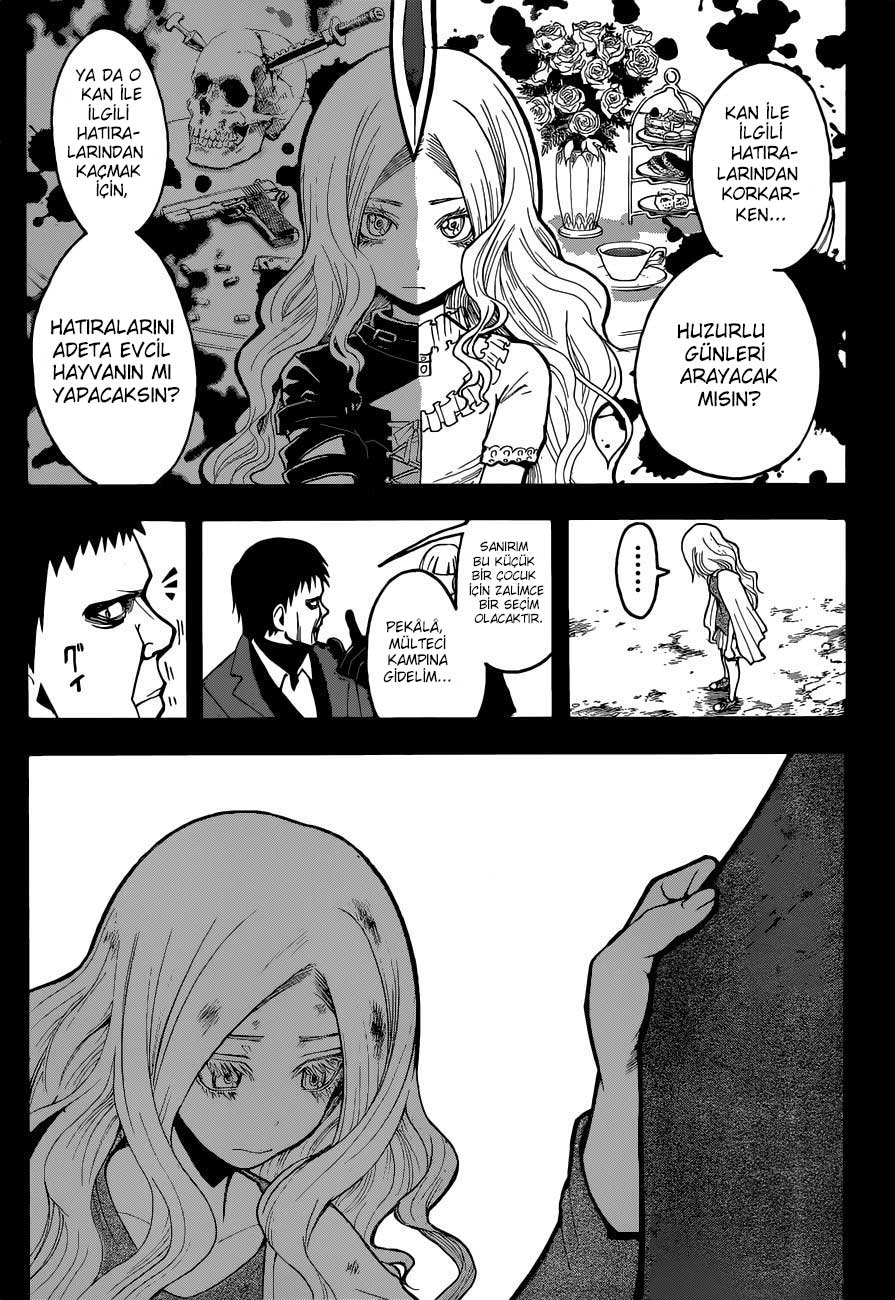 KAN İLE
İLGİLİ
HATIRA-
LARINDAN
KORKAR-
KEN...
HUZURLU
GÜNLERİ
ARAYACAK
MISIN?
YA DA O
KAN İLE
İLGİLİ
HATIRA-
LARINDAN
KAÇMAK
İÇİN,
HATIRALARINI
ADETA EVCİL
HAYVANIN MI
YAPACAKSIN?
......
SANIRIM
BU KÜÇÜK
BİR ÇOCUK
İÇİN ZALİMCE
BİR SEÇİM
OLACAKTIR.
PEKÂLÂ,
MÜLTECİ
KAMPINA
GİDELİM...
グイ